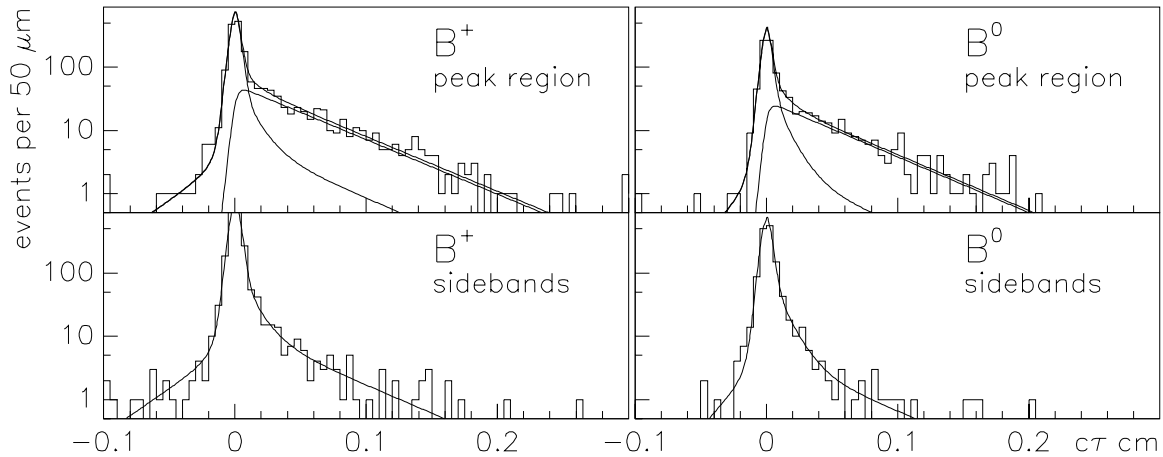 events per 50 μm
B⁺
peak region
B⁰
peak region
100
10
1
B⁺
sidebands
B⁰
sidebands
100
10
1
−0.1 0 0.1 0.2 −0.1 0 0.1 0.2 cτ cm